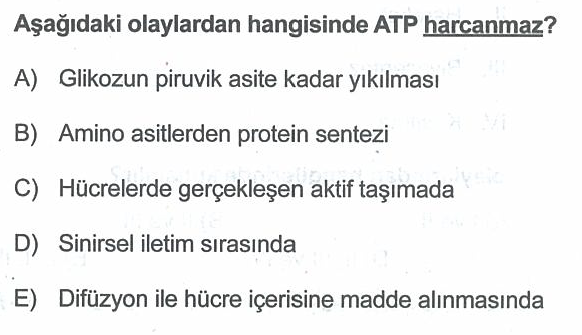 Aşağıdaki olaylardan hangisinde ATP harcanmaz?
A) Glikozun piruvik asite kadar yıkılması
B) Amino asitlerden protein sentezi
C) Hücrelerde gerçekleşen aktif taşımada
D) Sinirsel iletim sırasında
E) Difüzyon ile hücre içerisine madde alınmasında